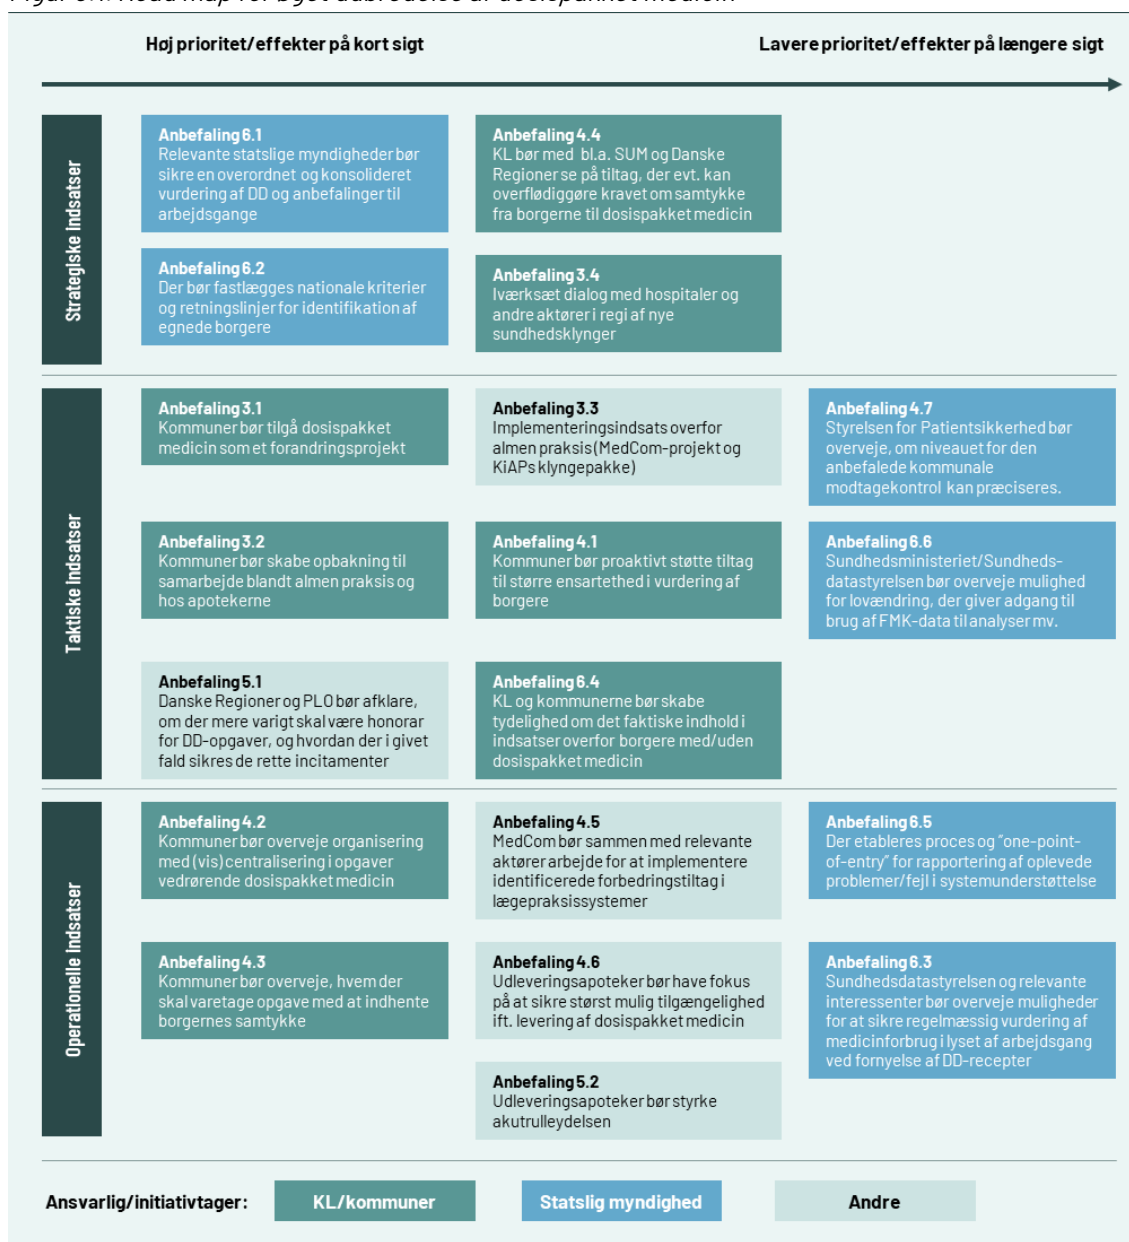 Figur 6.1: Road map for øget udbredelse af dosispakket medicin
Høj prioritet/effekter på kort sigt
Lavere prioritet/effekter på længere sigt
Strategiske Indsatser
Anbefaling 6.1
Relevante statslige myndigheder bør
sikre en overordnet og konsolideret
vurdering af DD og anbefalinger til
arbejdsgange
Anbefaling 4.4
KL bør med bl.a. SUM og Danske
Regioner se på tiltag, der evt. kan
overflødiggøre kravet om samtykke
fra borgerne til dosispakket medicin
Anbefaling 6.2
Der bør fastlægges nationale kriterier
og retningslinjer for identifikation af
egnede borgere
Anbefaling 3.4
Iværksæt dialog med hospitaler og
andre aktører i regi af nye
sundhedsklynger
Taktiske Indsatser
Anbefaling 3.1
Kommuner bør tilgå dosispakket
medicin som et forandringsprojekt
Anbefaling 3.3
Implementeringsindsats overfor
almen praksis (MedCom-projekt og
KiAPs klyngepakke)
Anbefaling 4.7
Styrelsen for Patientsikkerhed bør
overveje, om niveauet for den
anbefalede kommunale
modtagekontrol kan præciseres.
Anbefaling 3.2
Kommuner bør skabe opbakning til
samarbejde blandt almen praksis og
hos apotekerne
Anbefaling 4.1
Kommuner bør proaktivt støtte tiltag
til større ensartethed i vurdering af
borgere
Anbefaling 6.6
Sundhedsministeriet/Sundheds-
datastyrelsen bør overveje mulighed
for lovændring, der giver adgang til
brug af FMK-data til analyser mv.
Anbefaling 5.1
Danske Regioner og PLO bør afklare,
om der mere varigt skal være honorar
for DD-opgaver, og hvordan der i givet
fald sikres de rette incitamenter
Anbefaling 6.4
KL og kommunerne bør skabe
tydelighed om det faktiske indhold i
indsatser overfor borgere med/uden
dosispakket medicin
Operationelle Indsatser
Anbefaling 4.2
Kommuner bør overveje organisering
med (vis) centralisering i opgaver
vedrørende dosispakket medicin
Anbefaling 4.5
MedCom bør sammen med relevante
aktører arbejde for at implementere
identificerede forbedringstiltag i
lægepraksissystemer
Anbefaling 6.5
Der etableres proces og "one-point-
of-entry" for rapportering af oplevede
problemer/fejl i systemunderstøttelse
Anbefaling 4.3
Kommuner bør overveje, hvem der
skal varetage opgave med at indhente
borgernes samtykke
Anbefaling 4.6
Udleveringsapoteker bør have fokus
på at sikre størst mulig tilgængelighed
ift. levering af dosispakket medicin
Anbefaling 6.3
Sundhedsdatastyrelsen og relevante
interessenter bør overveje muligheder
for at sikre regelmæssig vurdering af
medicinforbrug i lyset af arbejdsgang
ved fornyelse af DD-recepter
Anbefaling 5.2
Udleveringsapoteker bør styrke
akutrulleydelsen
Ansvarlig/initiativtager:
KL/kommuner
Statslig myndighed
Andre